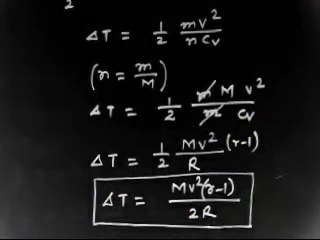 2
ΔT = 1/2 mv²/nCv
(n = m/M)
ΔT = 1/2 m M v²/m Cv
ΔT = 1/2 Mv²/R (r-1)
ΔT = Mv²(r-1)/2R